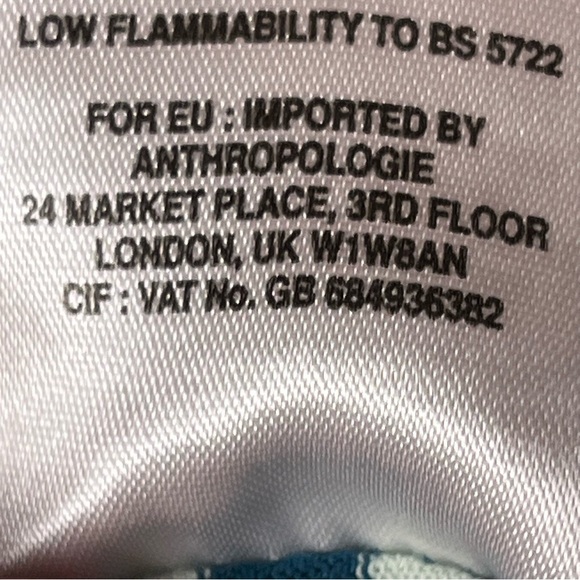 LOW FLAMMABILITY TO BS 5722
FOR EU : IMPORTED BY
ANTHROPOLOGIE
24 MARKET PLACE, 3RD FLOOR
LONDON, UK W1W8AN
CIF : VAT No. GB 684936382